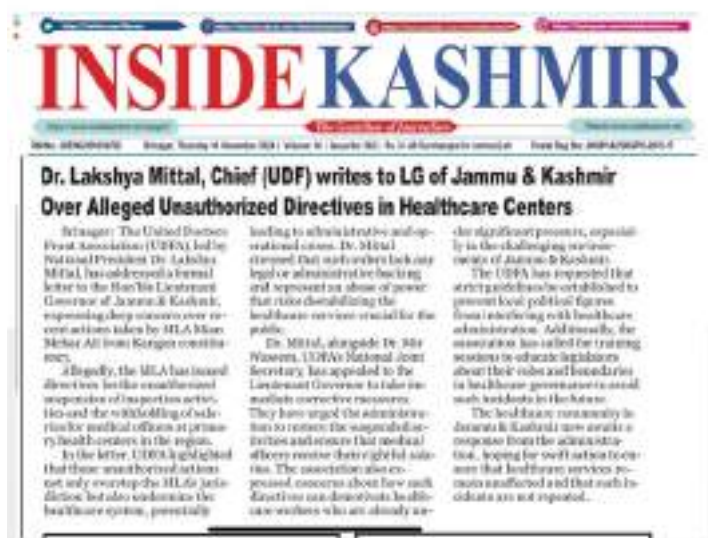 INSIDE KASHMIR
Dr. Lakshya Mittal, Chief (UDF) writes to LG of Jammu & Kashmir
Over Alleged Unauthorized Directives in Healthcare Centers
Srinagar: The United Doctors
Front Association (UDFA), led by
National President Dr. Lakshya
Mittal, has addressed a formal
letter to the Hon'ble Lieutenant
Governor of Jammu & Kashmir,
expressing deep concern over re-
cent actions taken by MLA Mian
Mehar Ali from Kangan constitu-
ency.
Allegedly, the MLA has issued
directives for the unauthorized
suspension of inspection activi-
ties and the withholding of sala-
ries for medical officers at prima-
ry health centers in the region.
In the letter, UDFA highlighted
that these unauthorized actions
not only overstep the MLA's juris-
diction but also undermine the
healthcare system, potentially
leading to administrative and op-
erational crises. Dr. Mittal
stressed that such orders lack any
legal or administrative backing
and represent an abuse of power
that risks destabilizing the
healthcare services crucial for the
public.
Dr. Mittal, alongside Dr. Mir
Waseem, UDFA's National Joint
Secretary, has appealed to the
Lieutenant Governor to take im-
mediate corrective measures.
They have urged the administra-
tion to restore the suspended ac-
tivities and ensure that medical
officers receive their rightful sala-
ries. The association also ex-
pressed concerns about how such
directives can demotivate health-
care workers who are already un-
der significant pressure, especial-
ly in the challenging environ-
ments of Jammu & Kashmir.
The UDFA has requested that
strict guidelines be established to
prevent local political figures
from interfering with healthcare
administration. Additionally, the
association has called for training
sessions to educate legislators
about their roles and boundaries
in healthcare governance to avoid
such incidents in the future.
The healthcare community in
Jammu & Kashmir now awaits a
response from the administra-
tion, hoping for swift action to en-
sure that healthcare services re-
main unaffected and that such in-
cidents are not repeated.